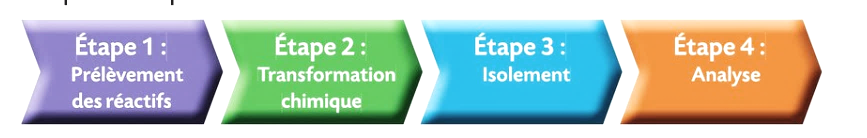 Étape 1 :
Prélèvement
des réactifs
Étape 2 :
Transformation
chimique
Étape 3 :
Isolement
Étape 4 :
Analyse